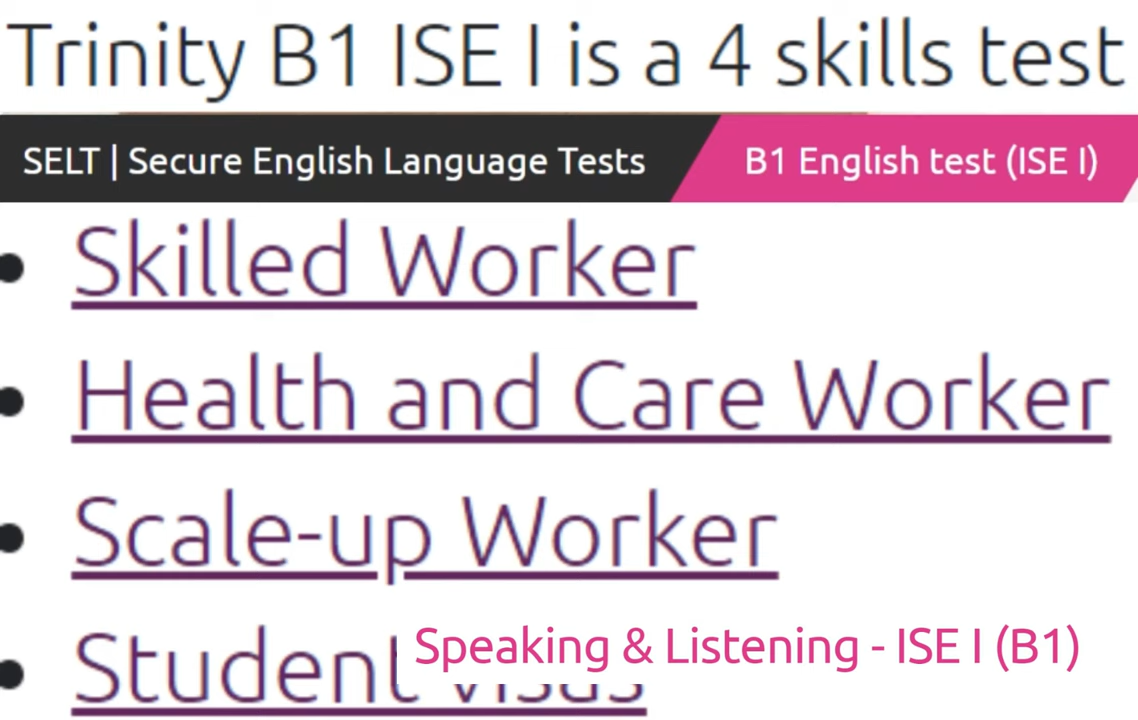 Trinity B1 ISE I is a 4 skills test
SELT | Secure English Language Tests B1 English test (ISE I)
• Skilled Worker
• Health and Care Worker
• Scale-up Worker
• Student visas
Speaking & Listening - ISE I (B1)